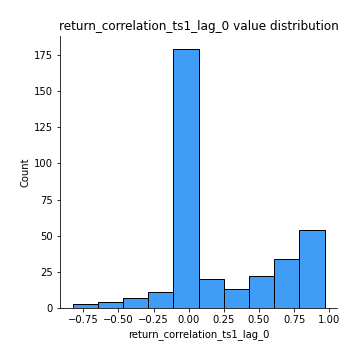 return_correlation_ts1_lag_0 value distribution
175
150
125
100
75
50
25
0
Count
−0.75 −0.50 −0.25 0.00 0.25 0.50 0.75 1.00
return_correlation_ts1_lag_0